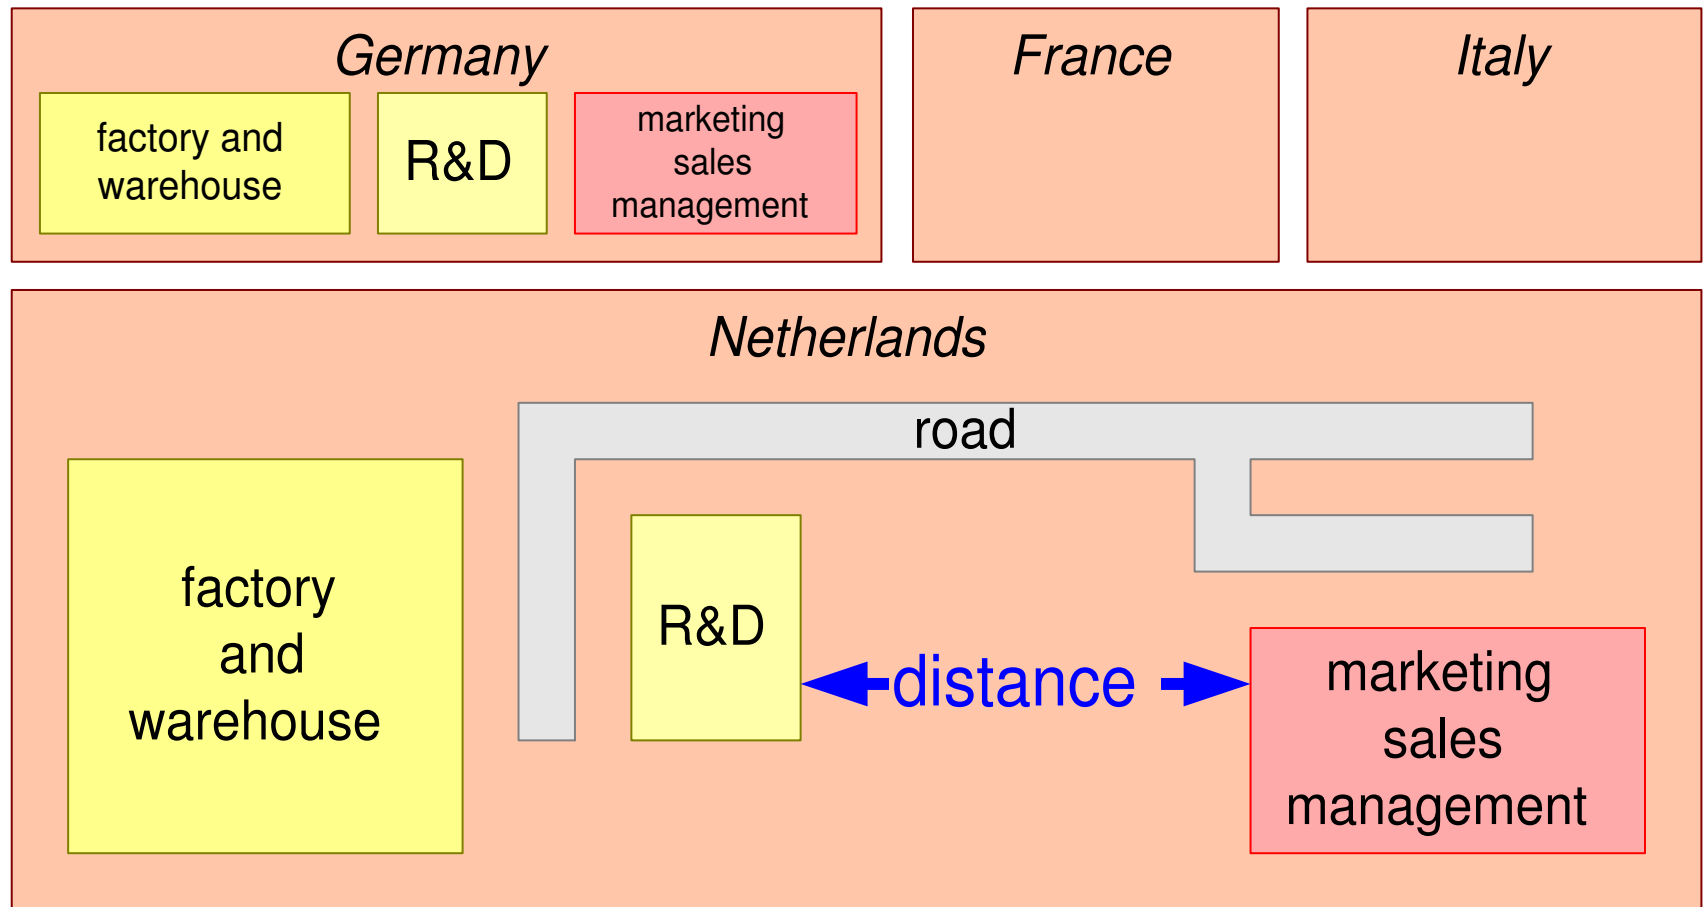 Germany
factory and
warehouse
R&D
marketing
sales
management
France
Italy
Netherlands
road
factory
and
warehouse
R&D
distance
marketing
sales
management